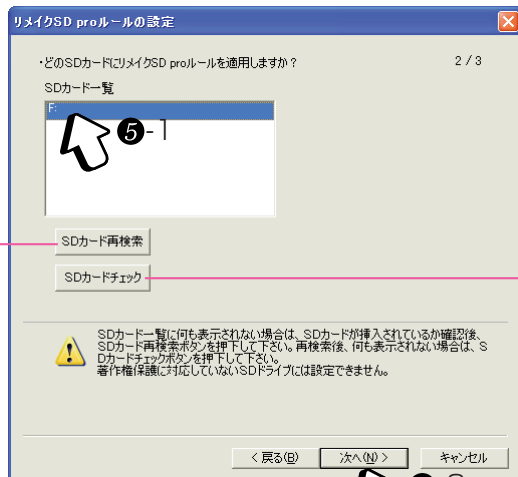 リメイクSD proルールの設定
・どのSDカードにリメイクSD proルールを適用しますか？
2/3
SDカード一覧
F:
❺-1
SDカード再検索
SDカードチェック
SDカード一覧に何も表示されない場合は、SDカードが挿入されているか確認後、
SDカード再検索ボタンを押下して下さい。再検索後、何も表示されない場合は、S
Dカードチェックボタンを押下して下さい。
著作権保護に対応していないSDドライブには設定できません。
< 戻る(B)
次へ(N) >
キャンセル